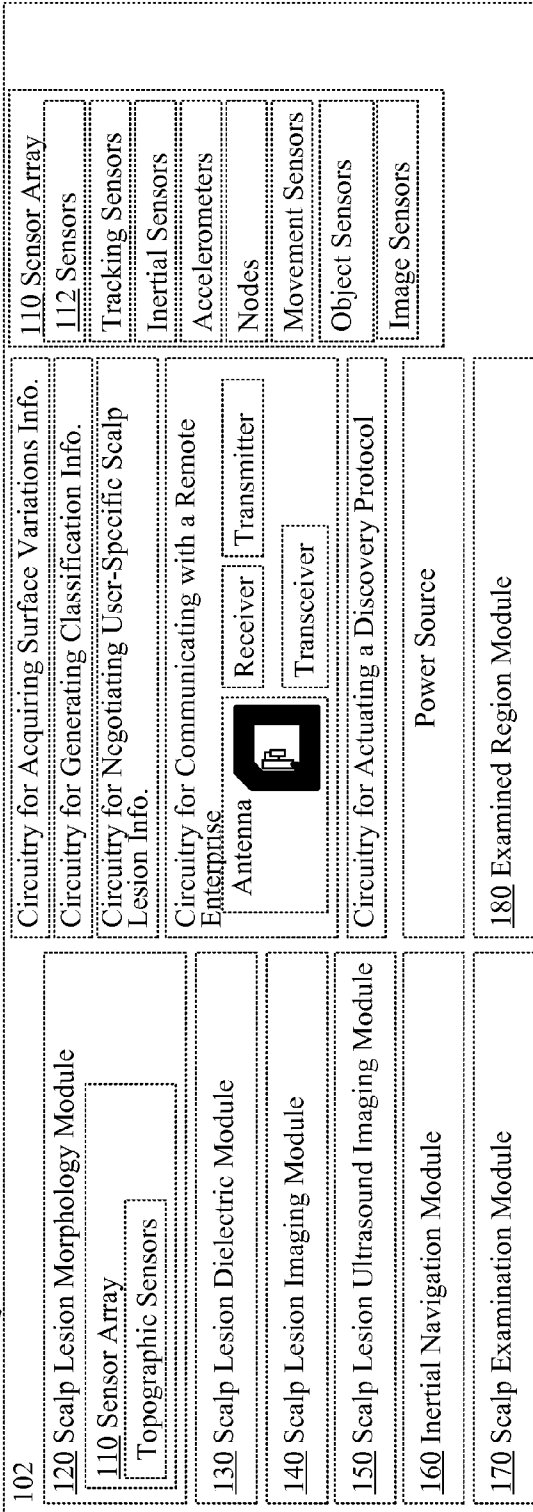 102
120 Scalp Lesion Morphology Module
110 Sensor Array
Topographic Sensors
130 Scalp Lesion Dielectric Module
140 Scalp Lesion Imaging Module
150 Scalp Lesion Ultrasound Imaging Module
160 Inertial Navigation Module
170 Scalp Examination Module
Circuitry for Acquiring Surface Variations Info.
Circuitry for Generating Classification Info.
Circuitry for Negotiating User-Specific Scalp
Lesion Info.
Circuitry for Communicating with a Remote
Enterprise
Antenna
Receiver
Transmitter
Transceiver
Circuitry for Actuating a Discovery Protocol
Power Source
180 Examined Region Module
110 Sensor Array
112 Sensors
Tracking Sensors
Inertial Sensors
Accelerometers
Nodes
Movement Sensors
Object Sensors
Image Sensors